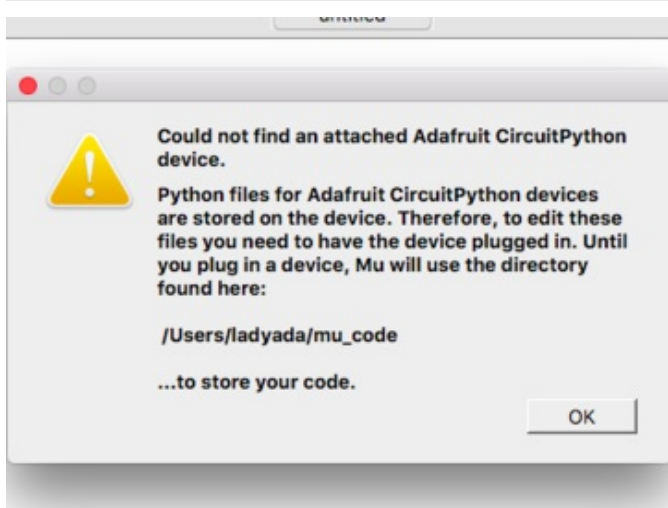 untitled
Could not find an attached Adafruit CircuitPython
device.
Python files for Adafruit CircuitPython devices
are stored on the device. Therefore, to edit these
files you need to have the device plugged in. Until
you plug in a device, Mu will use the directory
found here:
/Users/ladyada/mu_code
...to store your code.
OK